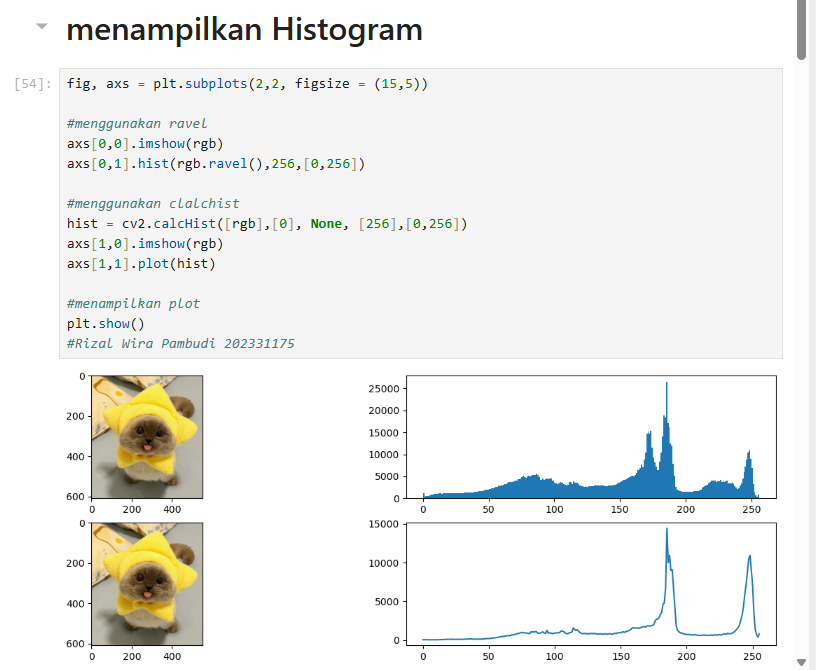 menampilkan Histogram
[54]:
fig, axs = plt.subplots(2,2, figsize = (15,5))
#menggunakan ravel
axs[0,0].imshow(rgb)
axs[0,1].hist(rgb.ravel(),256,[0,256])
#menggunakan clalchist
hist = cv2.calcHist([rgb],[0], None, [256],[0,256])
axs[1,0].imshow(rgb)
axs[1,1].plot(hist)
#menampilkan plot
plt.show()
#Rizal Wira Pambudi 202331175
0
200
400
600
0 200 400
25000
20000
15000
10000
5000
0
0 50 100 150 200 250
0
200
400
600
0 200 400
15000
10000
5000
0
0 50 100 150 200 250